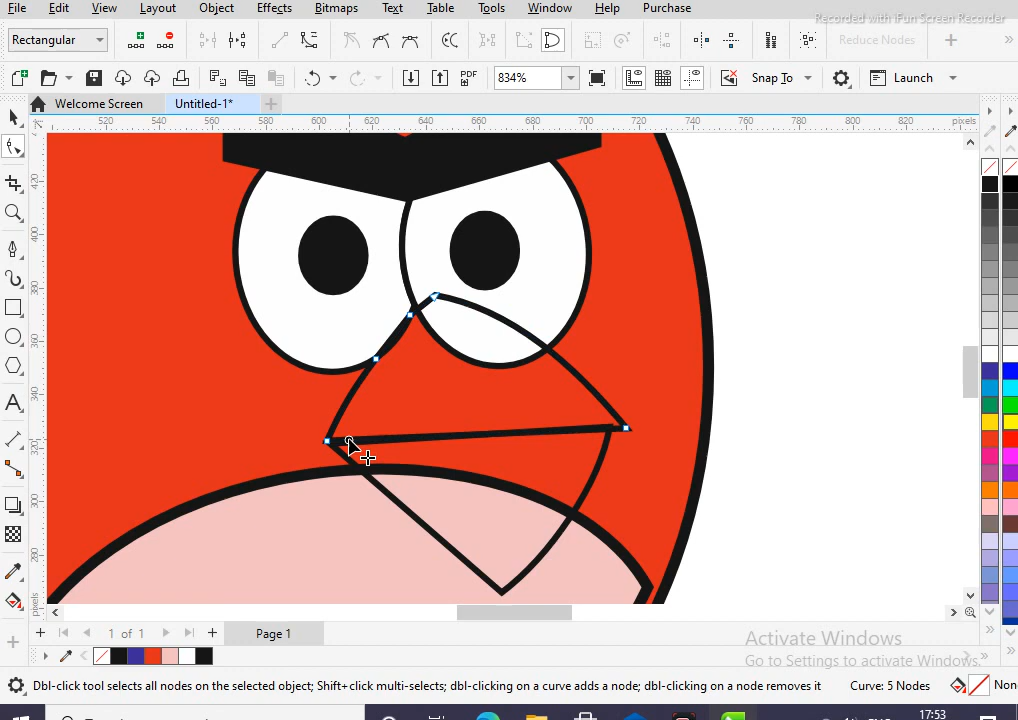 File Edit View Layout Object Effects Bitmaps Text Table Tools Window Help Purchase
Recorded with iFun Screen Recorder
Rectangular Reduce Nodes
PDF 834% Snap To Launch
Welcome Screen Untitled-1*
520 540 560 580 600 620 640 660 680 700 720 740 760 780 800 820 pixels
420
400
380
360
340
320
300
280
pixels
1 of 1 Page 1
Activate Windows
Go to Settings to activate Windows.
Dbl-click tool selects all nodes on the selected object; Shift+click multi-selects; dbl-clicking on a curve adds a node; dbl-clicking on a node removes it Curve: 5 Nodes None
17:53